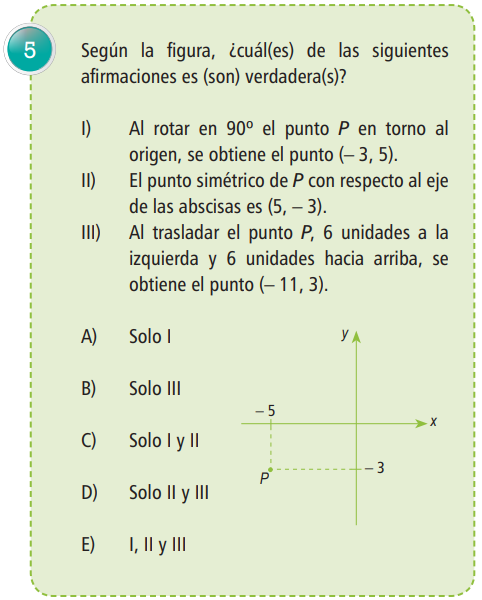 5
Según la figura, ¿cuál(es) de las siguientes
afirmaciones es (son) verdadera(s)?
I) Al rotar en 90º el punto P en torno al
origen, se obtiene el punto (– 3, 5).
II) El punto simétrico de P con respecto al eje
de las abscisas es (5, – 3).
III) Al trasladar el punto P, 6 unidades a la
izquierda y 6 unidades hacia arriba, se
obtiene el punto (– 11, 3).
A) Solo I
B) Solo III
C) Solo I y II
D) Solo II y III
E) I, II y III
y
– 5
x
P
– 3